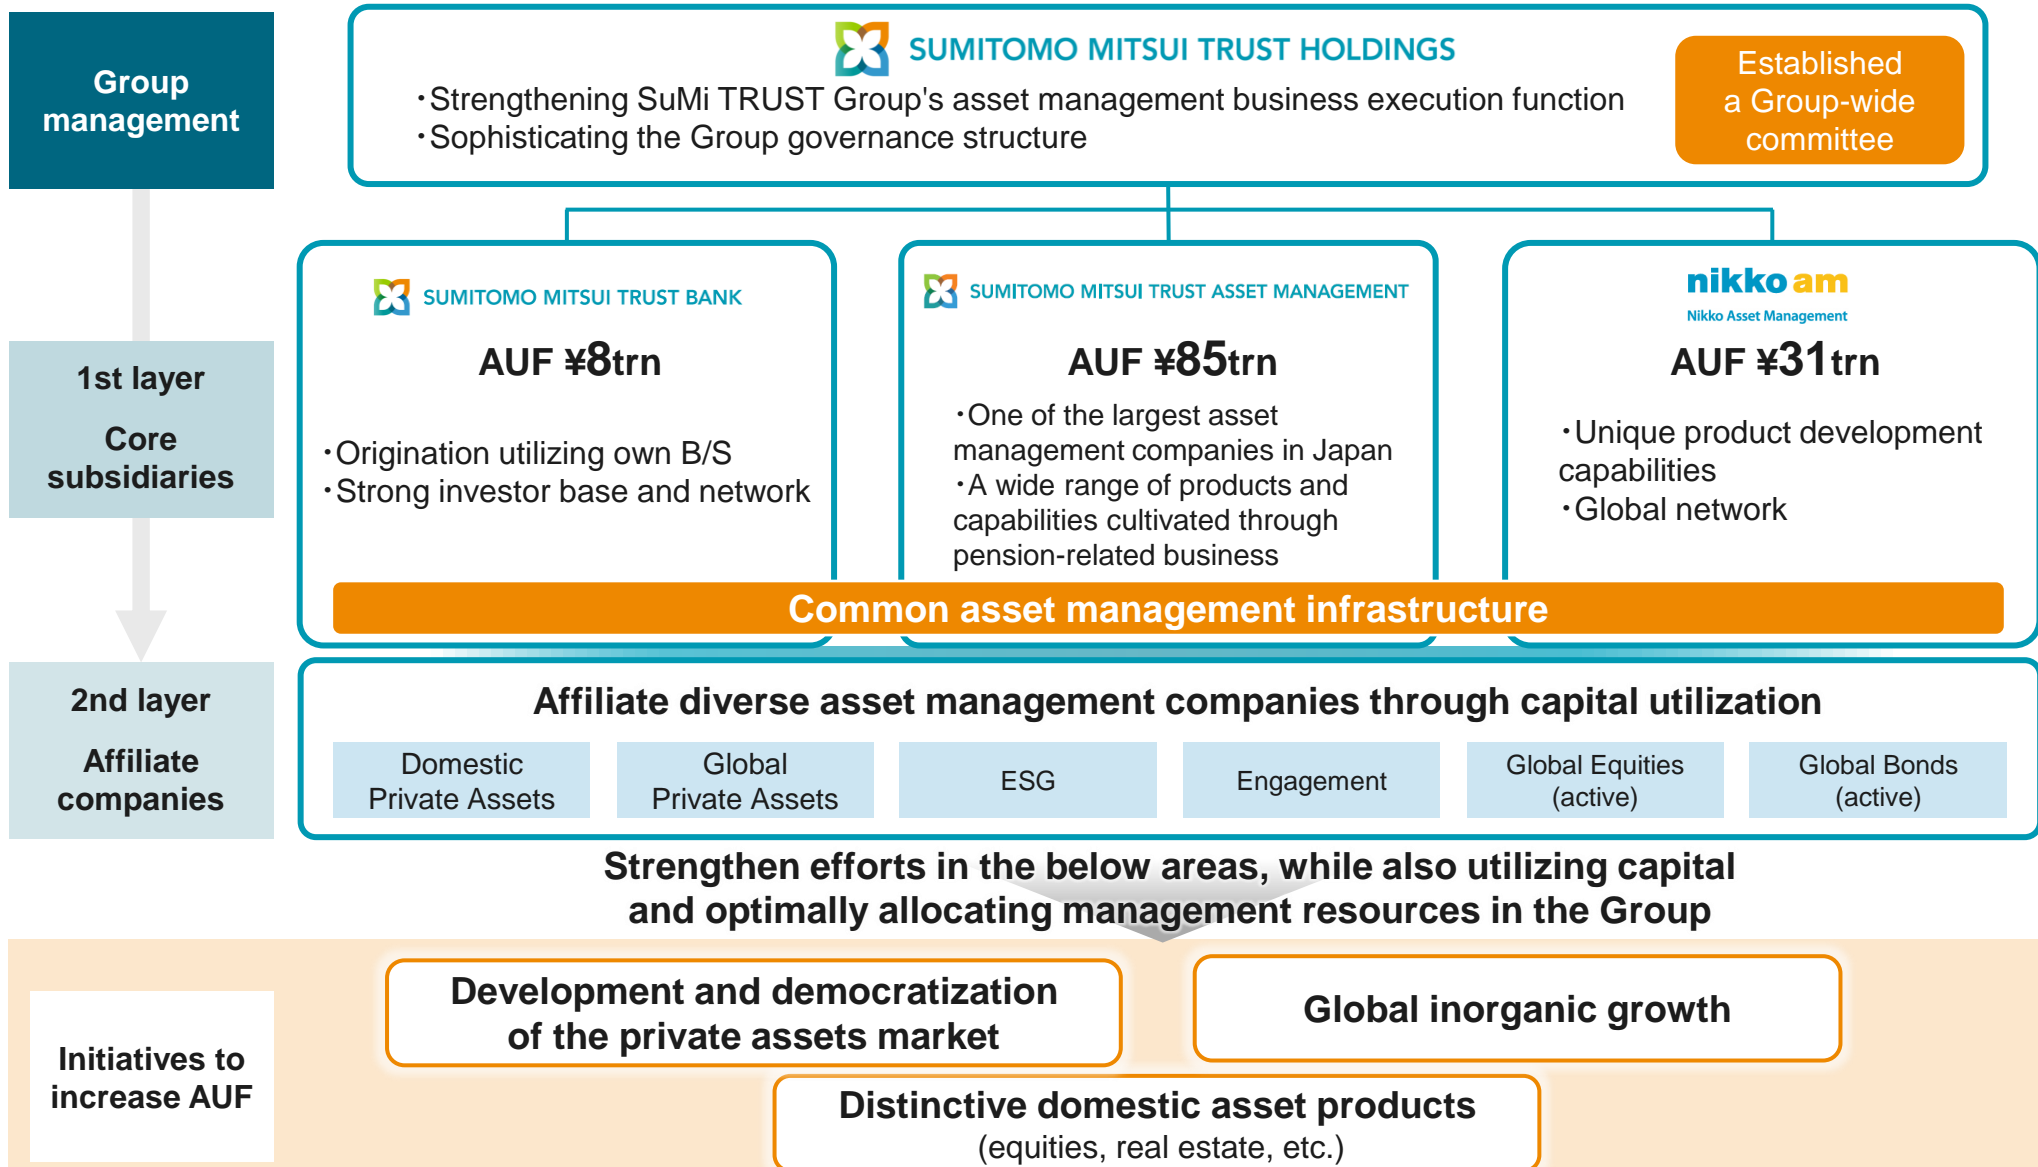 Group
management
SUMITOMO MITSUI TRUST HOLDINGS
・Strengthening SuMi TRUST Group's asset management business execution function
・Sophisticating the Group governance structure
Established
a Group-wide
committee
1st layer
Core
subsidiaries
SUMITOMO MITSUI TRUST BANK
AUF ¥8trn
・Origination utilizing own B/S
・Strong investor base and network
SUMITOMO MITSUI TRUST ASSET MANAGEMENT
AUF ¥85trn
・One of the largest asset
management companies in Japan
・A wide range of products and
capabilities cultivated through
pension-related business
nikko am
Nikko Asset Management
AUF ¥31trn
・Unique product development
capabilities
・Global network
Common asset management infrastructure
2nd layer
Affiliate
companies
Affiliate diverse asset management companies through capital utilization
Domestic
Private Assets
Global
Private Assets
ESG
Engagement
Global Equities
(active)
Global Bonds
(active)
Strengthen efforts in the below areas, while also utilizing capital
and optimally allocating management resources in the Group
Initiatives to
increase AUF
Development and democratization
of the private assets market
Global inorganic growth
Distinctive domestic asset products
(equities, real estate, etc.)